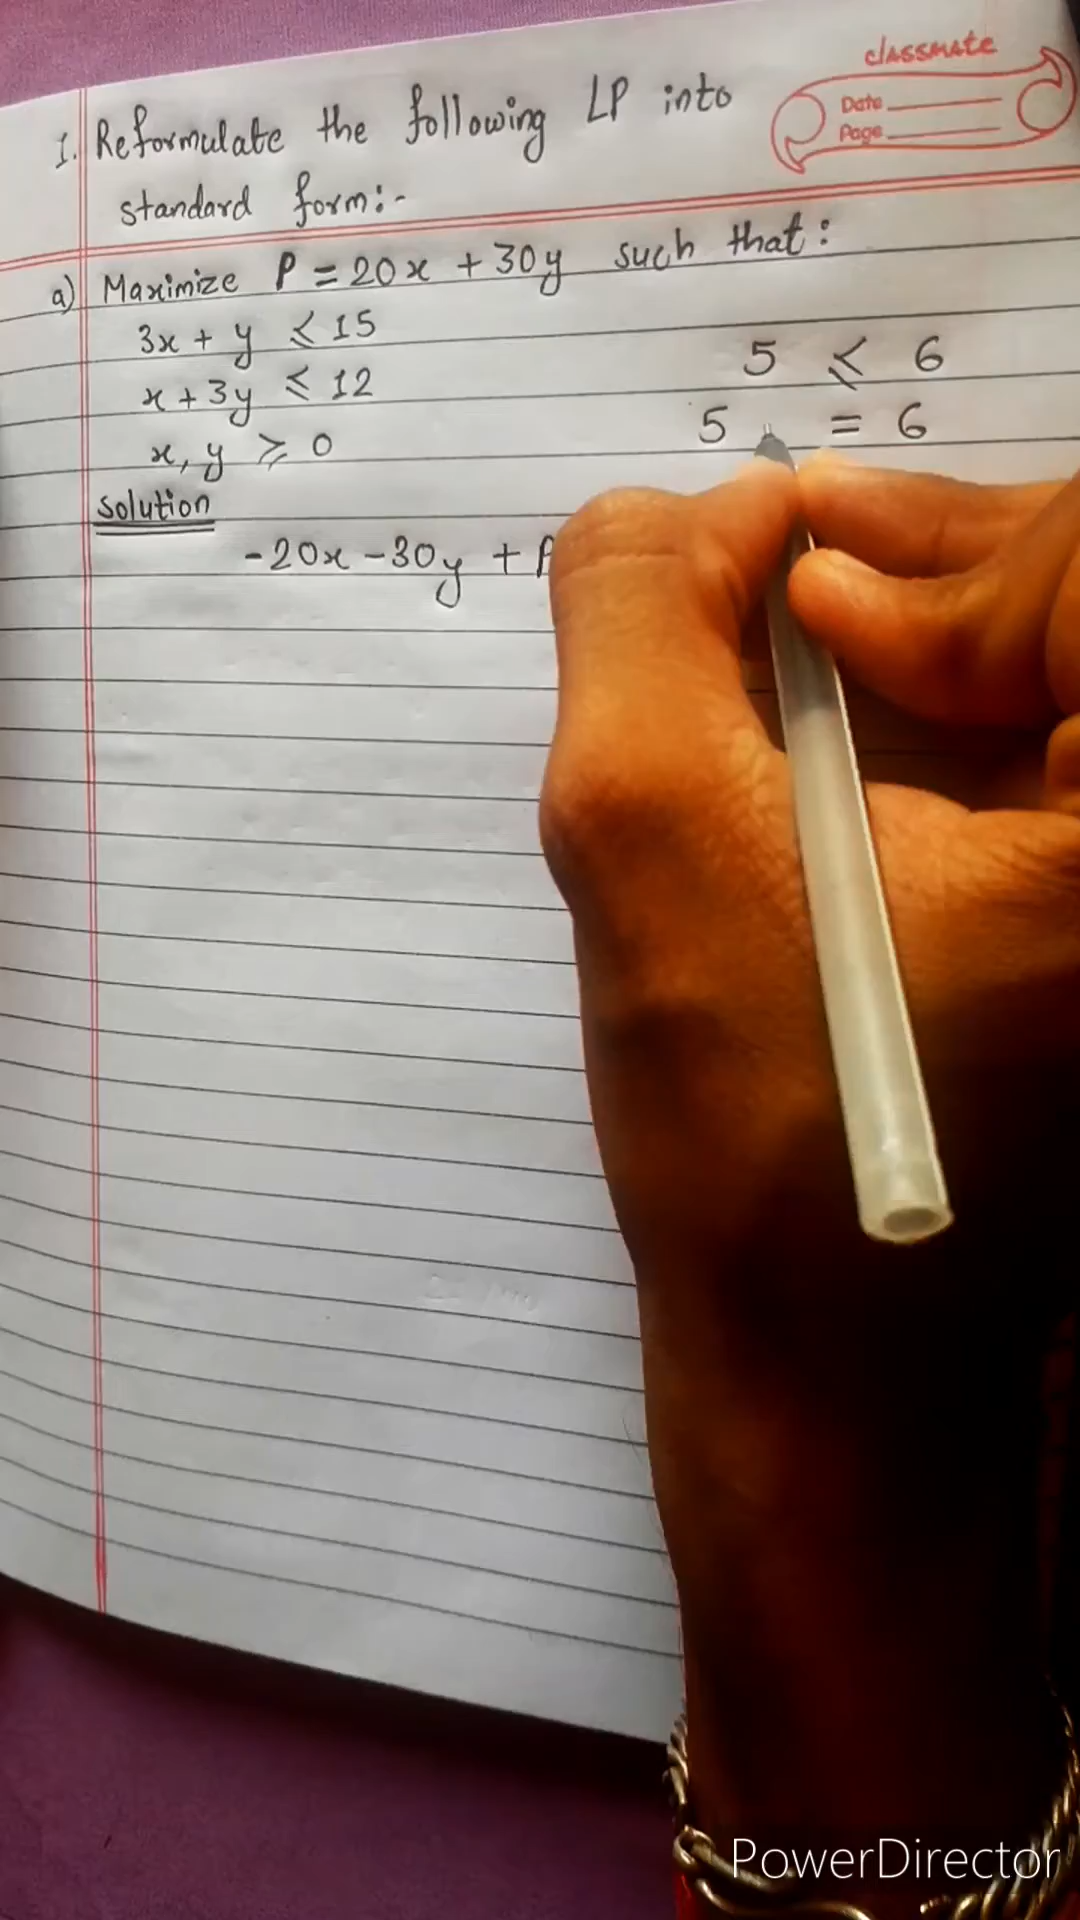 classmate
Date
Page
1. Reformulate the following LP into
standard form:-
a) Maximize P = 20x + 30y such that:
3x + y ≤ 15
x + 3y ≤ 12
x, y ≥ 0
5 ≤ 6
5 = 6
Solution
-20x - 30y + P
PowerDirector